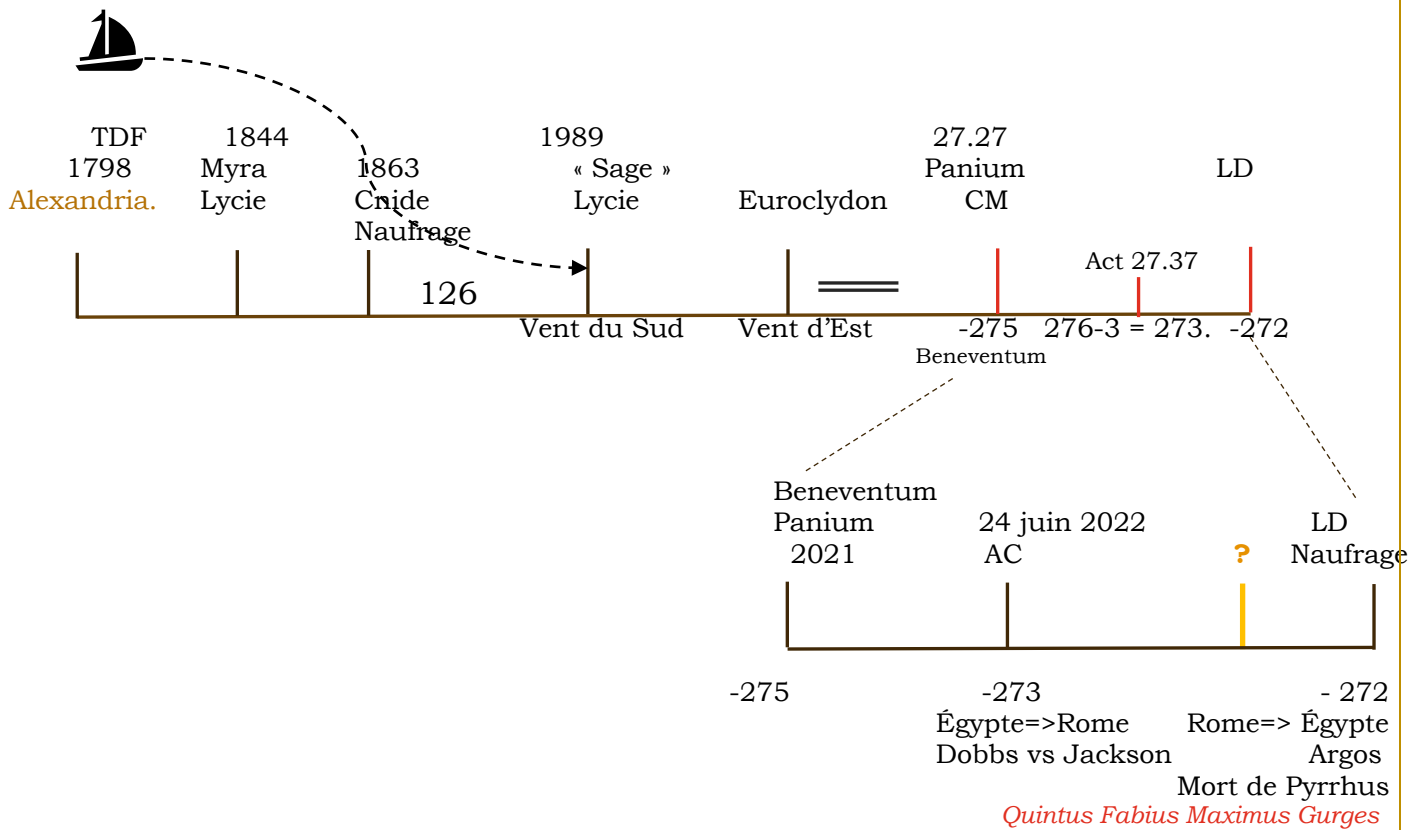 TDF
1798
Alexandria.
1844
Myra
Lycie
1863
Cnide
Naufrage
1989
« Sage »
Lycie
Euroclydon
27.27
Panium
CM
LD
Act 27.37
126
Vent du Sud
Vent d’Est
-275
276-3 = 273.
-272
Beneventum
Beneventum
Panium
2021
24 juin 2022
AC
?
LD
Naufrage
-275
-273
Égypte=>Rome
Dobbs vs Jackson
- 272
Rome=> Égypte
Argos
Mort de Pyrrhus
Quintus Fabius Maximus Gurges